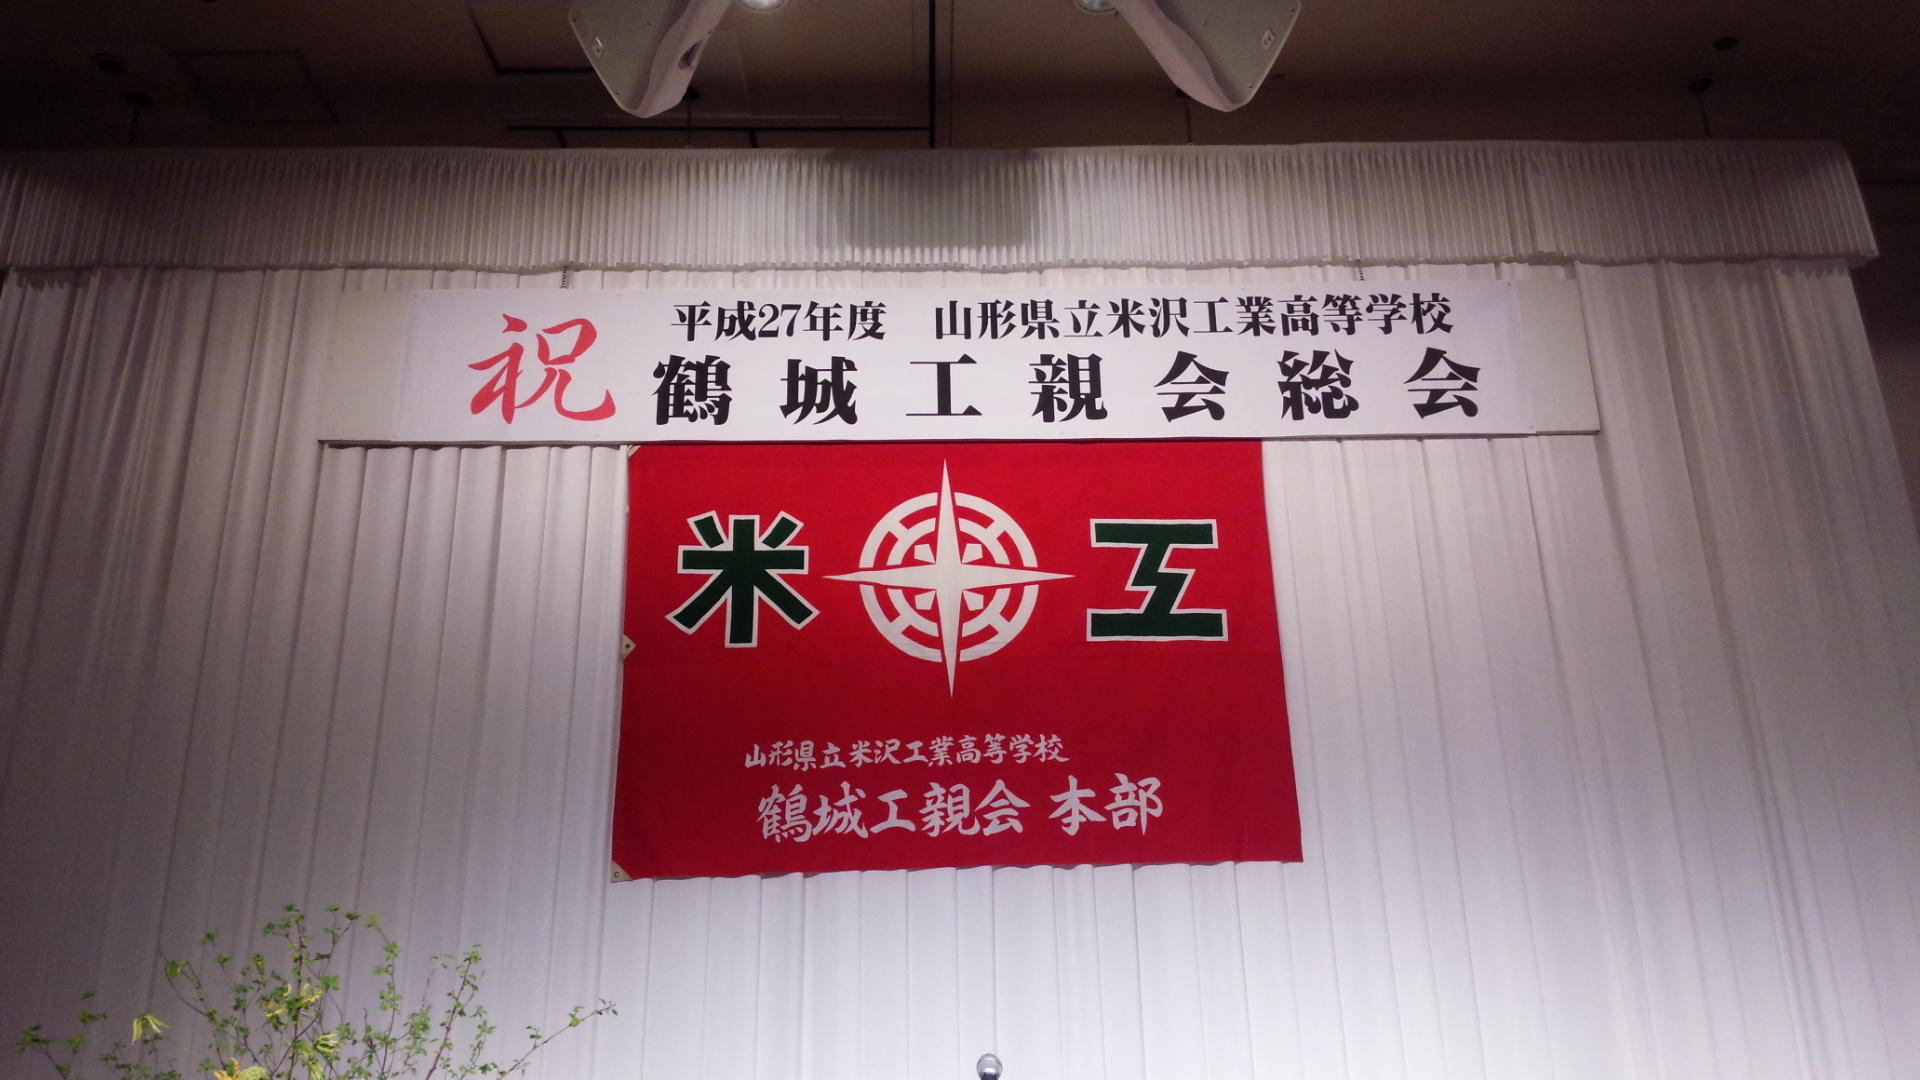 祝
平成27年度 山形県立米沢工業高等学校
鶴城工親会総会
米工
山形県立米沢工業高等学校
鶴城工親会 本部